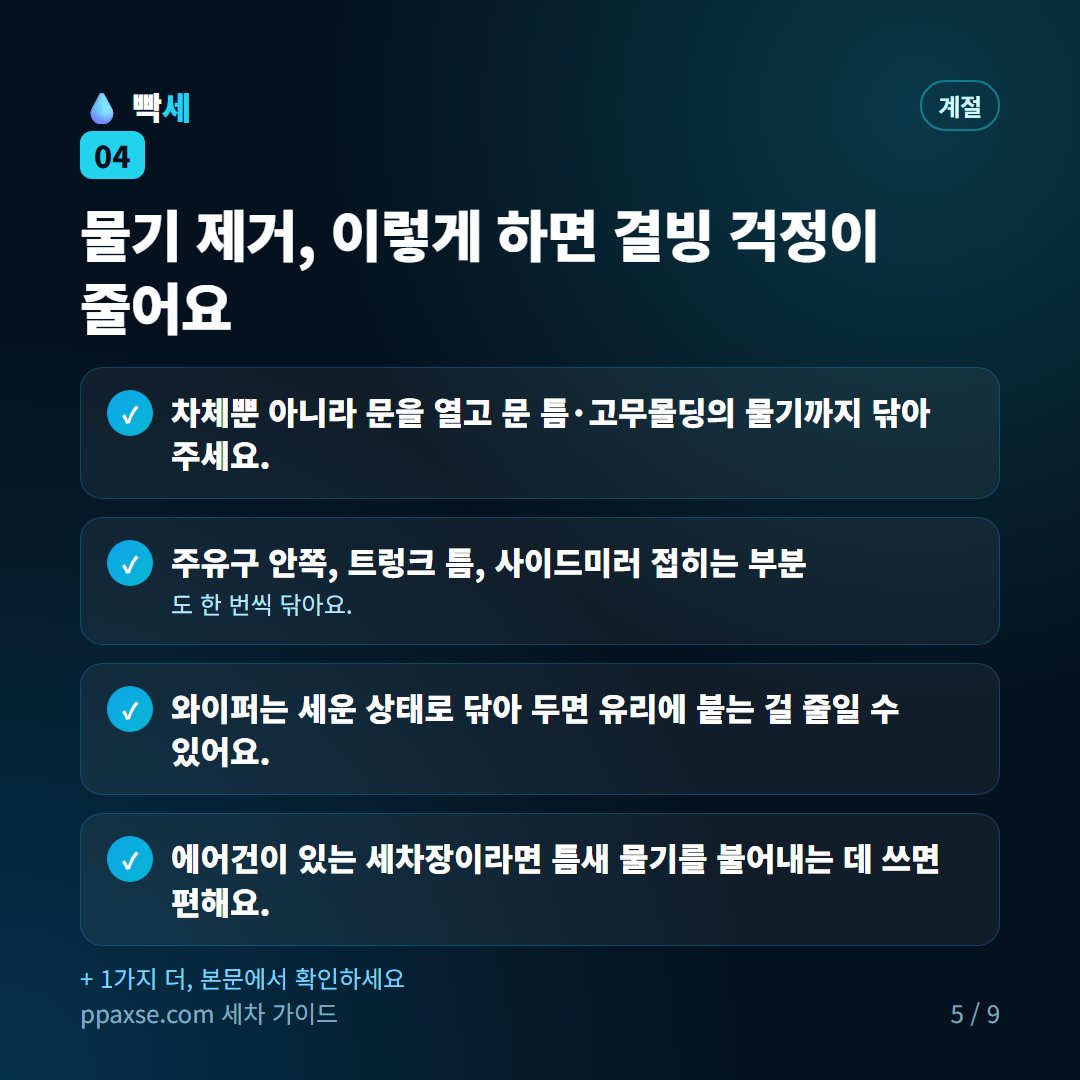 빡세
계절
04
물기 제거, 이렇게 하면 결빙 걱정이
줄어요
✓ 차체뿐 아니라 문을 열고 문 틈·고무몰딩의 물기까지 닦아
주세요.
✓ 주유구 안쪽, 트렁크 틈, 사이드미러 접히는 부분
도 한 번씩 닦아요.
✓ 와이퍼는 세운 상태로 닦아 두면 유리에 붙는 걸 줄일 수
있어요.
✓ 에어건이 있는 세차장이라면 틈새 물기를 불어내는 데 쓰면
편해요.
+ 1가지 더, 본문에서 확인하세요
ppaxse.com 세차 가이드
5 / 9